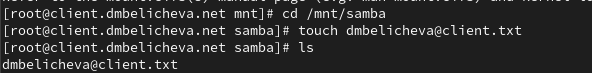 [root@client.dmbelicheva.net mnt]# cd /mnt/samba
[root@client.dmbelicheva.net samba]# touch dmbelicheva@client.txt
[root@client.dmbelicheva.net samba]# ls
dmbelicheva@client.txt